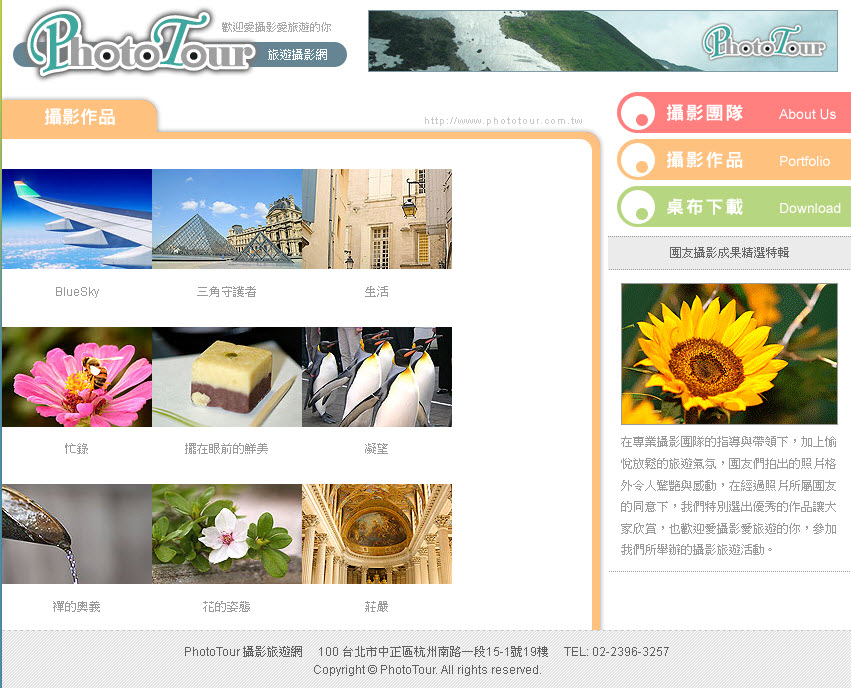 PhotoTour
歡迎愛攝影愛旅遊的你
旅遊攝影網
PhotoTour
攝影作品
http://www.phototour.com.tw
攝影團隊 About Us
攝影作品 Portfolio
桌布下載 Download
團友攝影成果精選特輯
BlueSky
三角守護者
生活
忙錄
擺在眼前的鮮美
凝望
禪的奧義
花的姿態
莊嚴
在專業攝影團隊的指導與帶領下，加上愉
悅放鬆的旅遊氣氛，團友們拍出的照片格
外令人驚艷與感動，在經過照片所屬團友
的同意下，我們特別選出優秀的作品讓大
家欣賞，也歡迎愛攝影愛旅遊的你，參加
我們所舉辦的攝影旅遊活動。
PhotoTour 攝影旅遊網 100 台北市中正區杭州南路一段15-1號19樓 TEL: 02-2396-3257
Copyright © PhotoTour. All rights reserved.